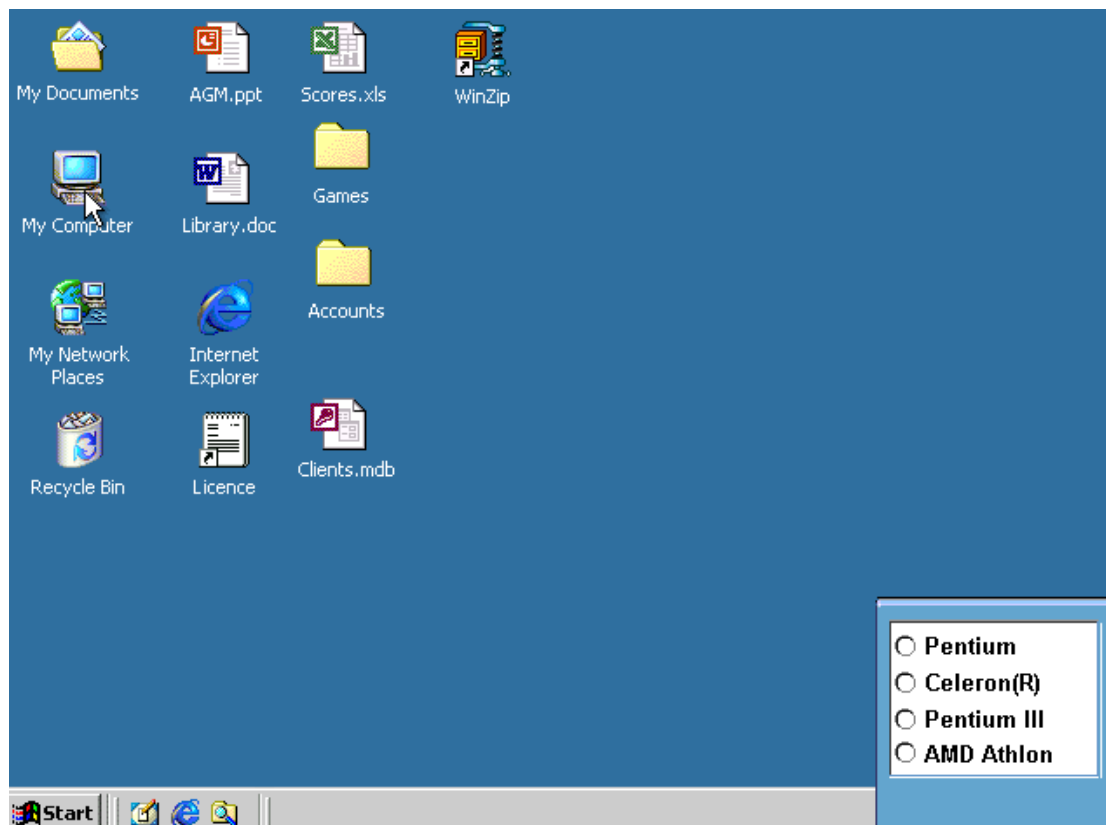 My Documents
AGM.ppt
Scores.xls
WinZip
My Computer
Library.doc
Games
My Network
Places
Internet
Explorer
Accounts
Recycle Bin
Licence
Clients.mdb
Pentium
Celeron(R)
Pentium III
AMD Athlon
Start